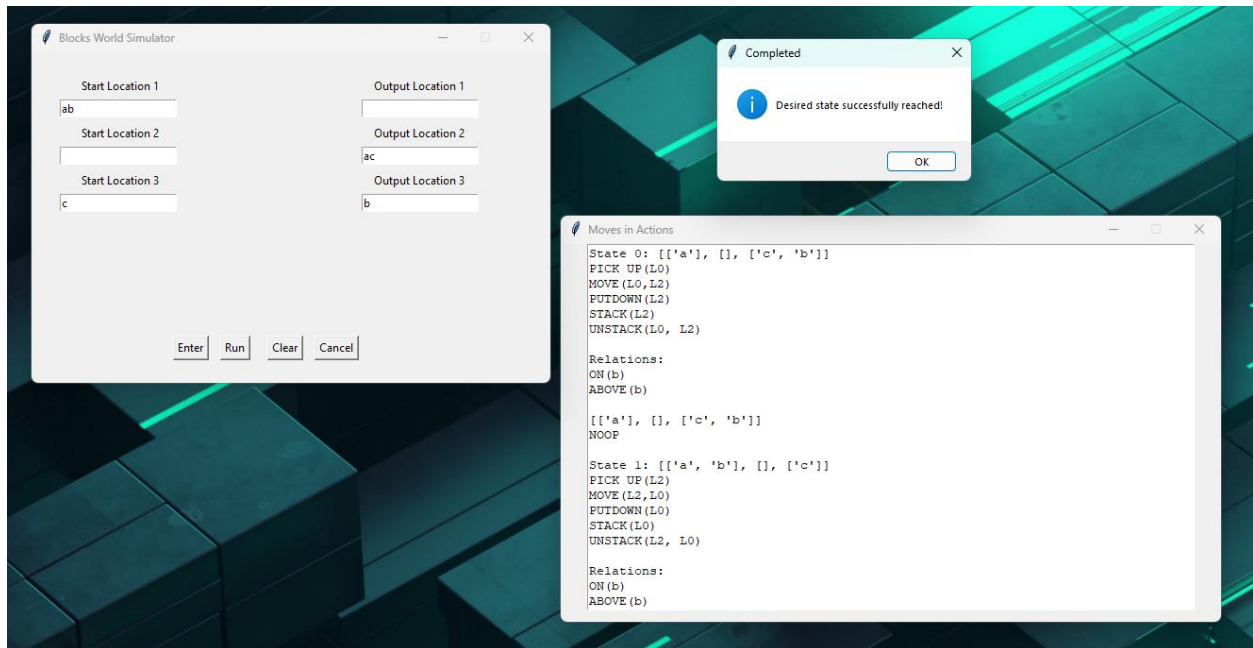 Blocks World Simulator
Start Location 1
Output Location 1
ab
Start Location 2
Output Location 2
ac
Start Location 3
Output Location 3
c
b
Enter
Run
Clear
Cancel
Completed
Desired state successfully reached!
OK
Moves in Actions
State 0: [['a'], [], ['c', 'b']]
PICK UP(L0)
MOVE(L0,L2)
PUTDOWN(L2)
STACK(L2)
UNSTACK(L0, L2)
Relations:
ON(b)
ABOVE(b)
[['a'], [], ['c', 'b']]
NOOP
State 1: [['a', 'b'], [], ['c']]
PICK UP(L2)
MOVE(L2,L0)
PUTDOWN(L0)
STACK(L0)
UNSTACK(L2, L0)
Relations:
ON(b)
ABOVE(b)